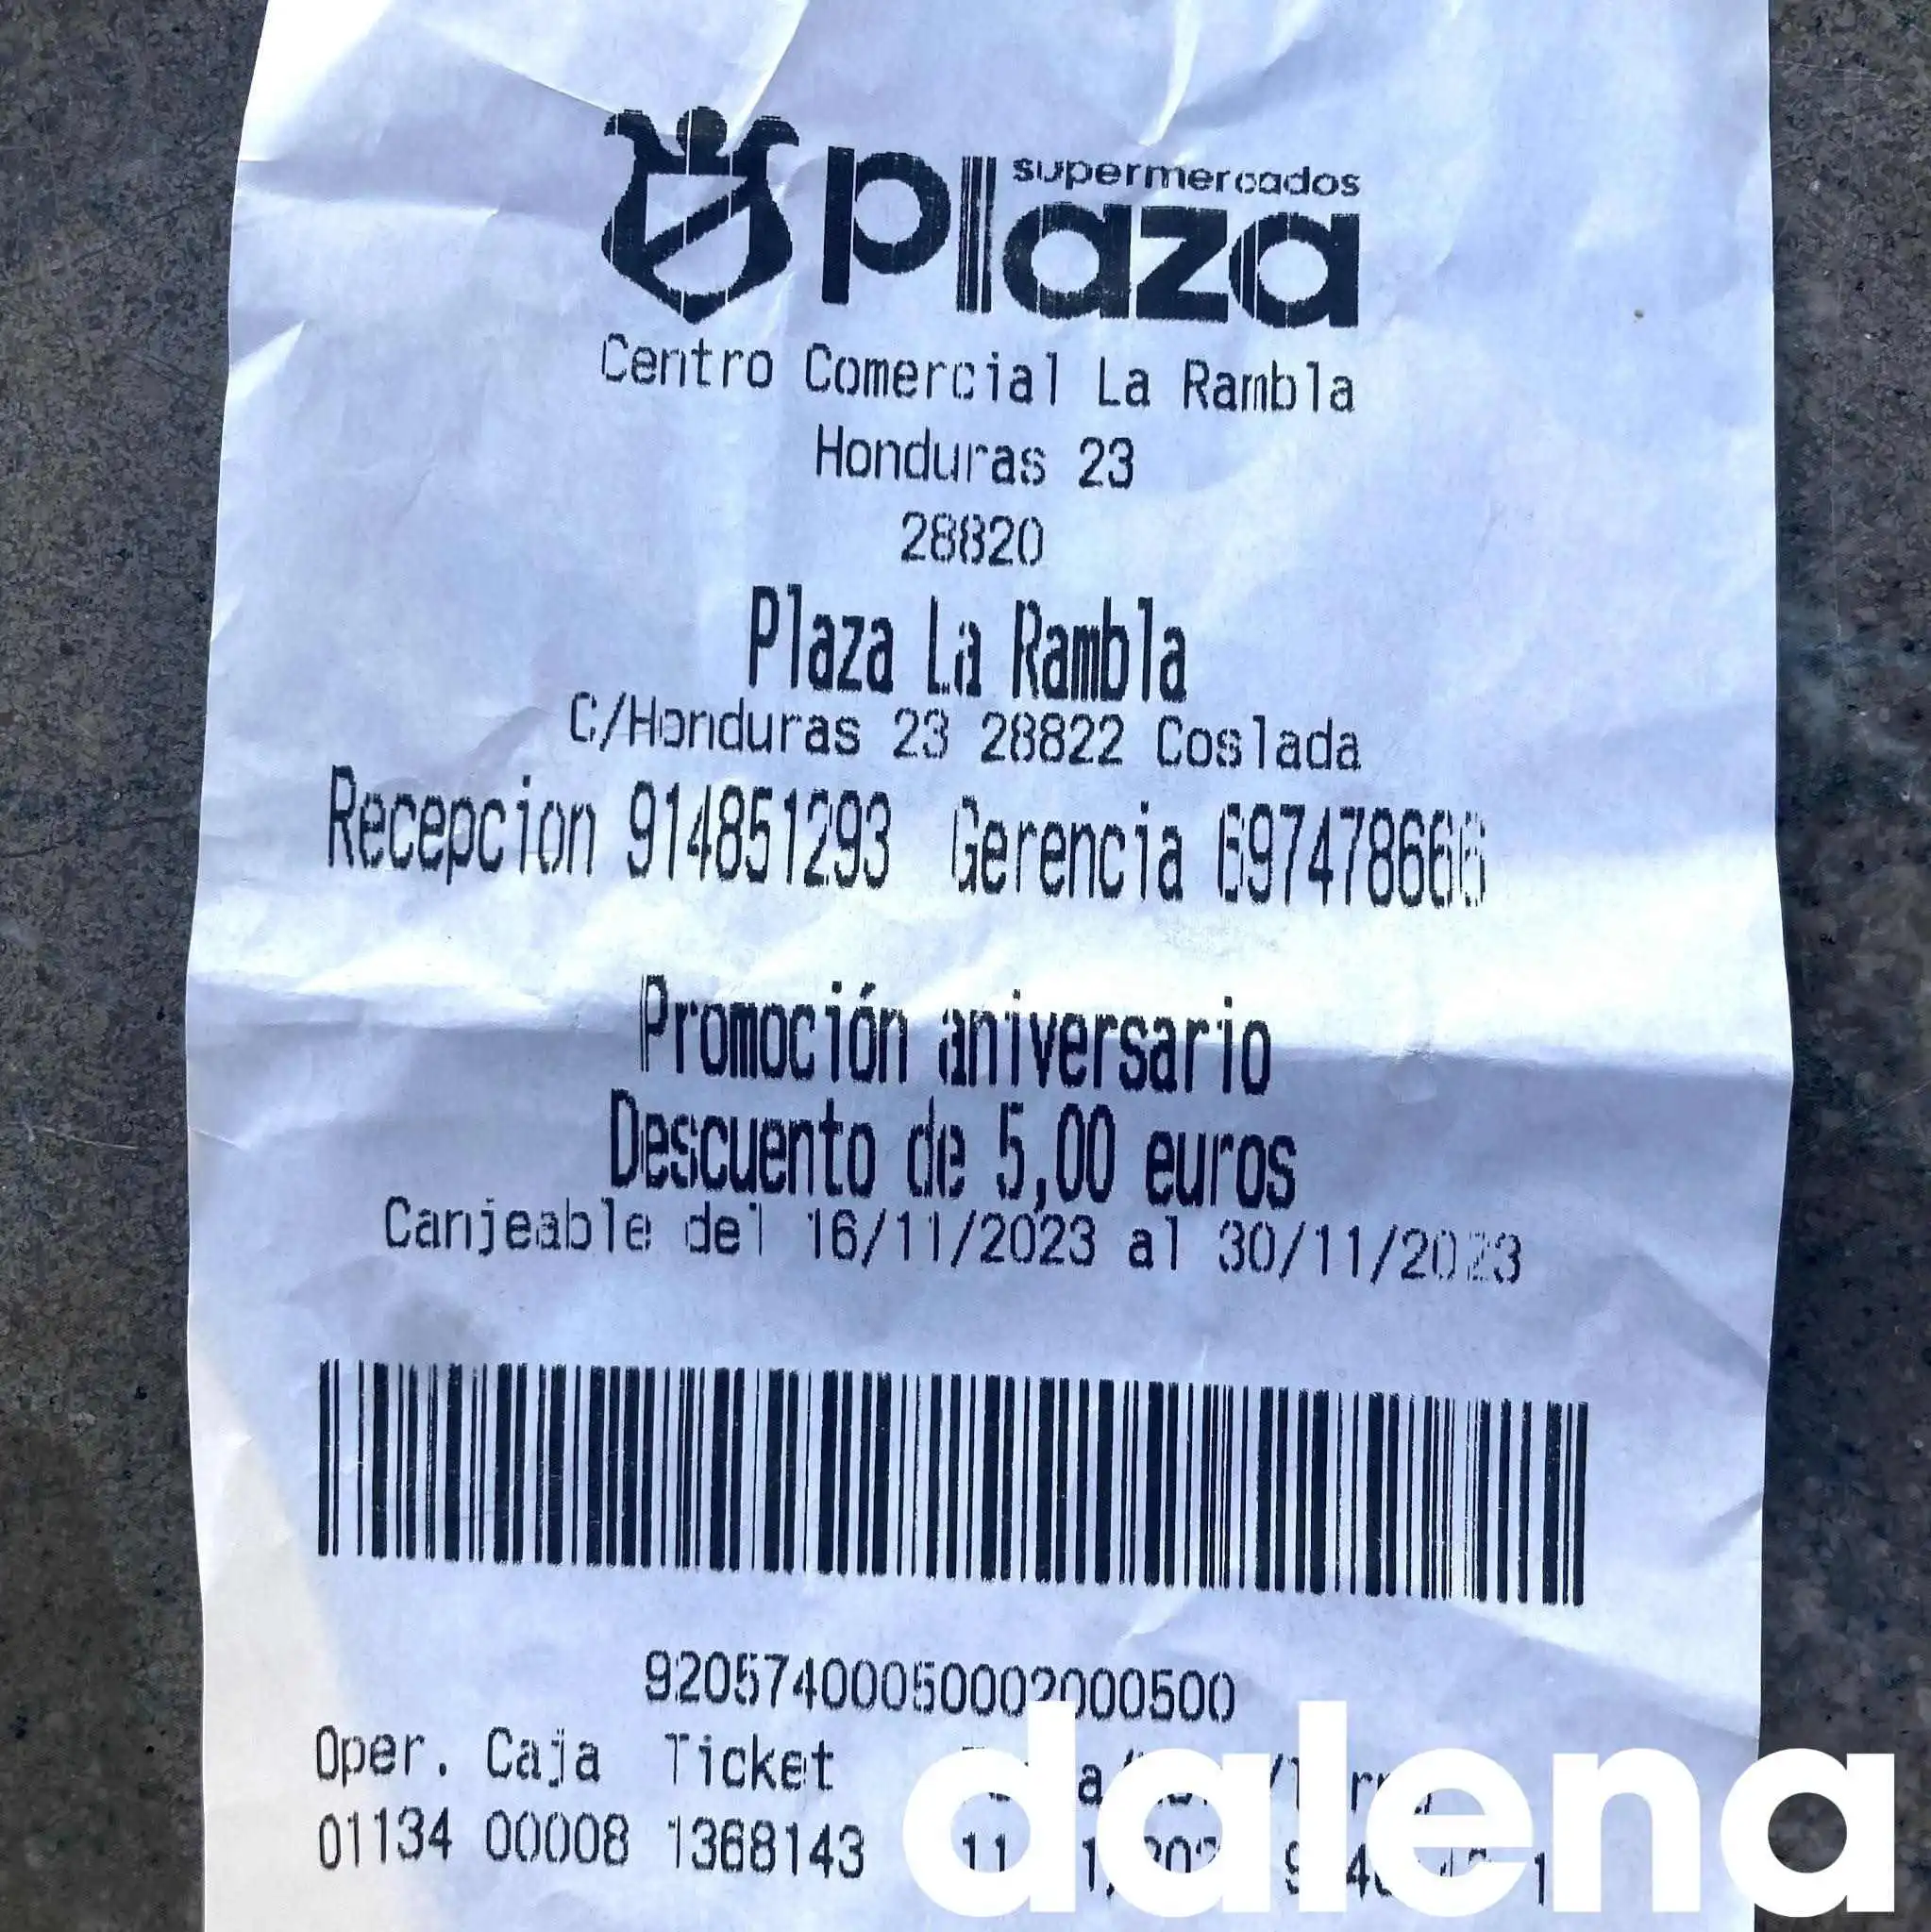 supermercados
plaza
Centro Comercial La Rambla
Honduras 23
28820
Plaza La Rambla
C/Honduras 23 28822 Coslada
Recepcion 914851293 Gerencia 697478666
Promoción aniversario
Descuento de 5,00 euros
Canjeable del 16/11/2023 al 30/11/2023
92057400050002000500
Oper. Caja Ticket
01134 00008 1368143
dalena